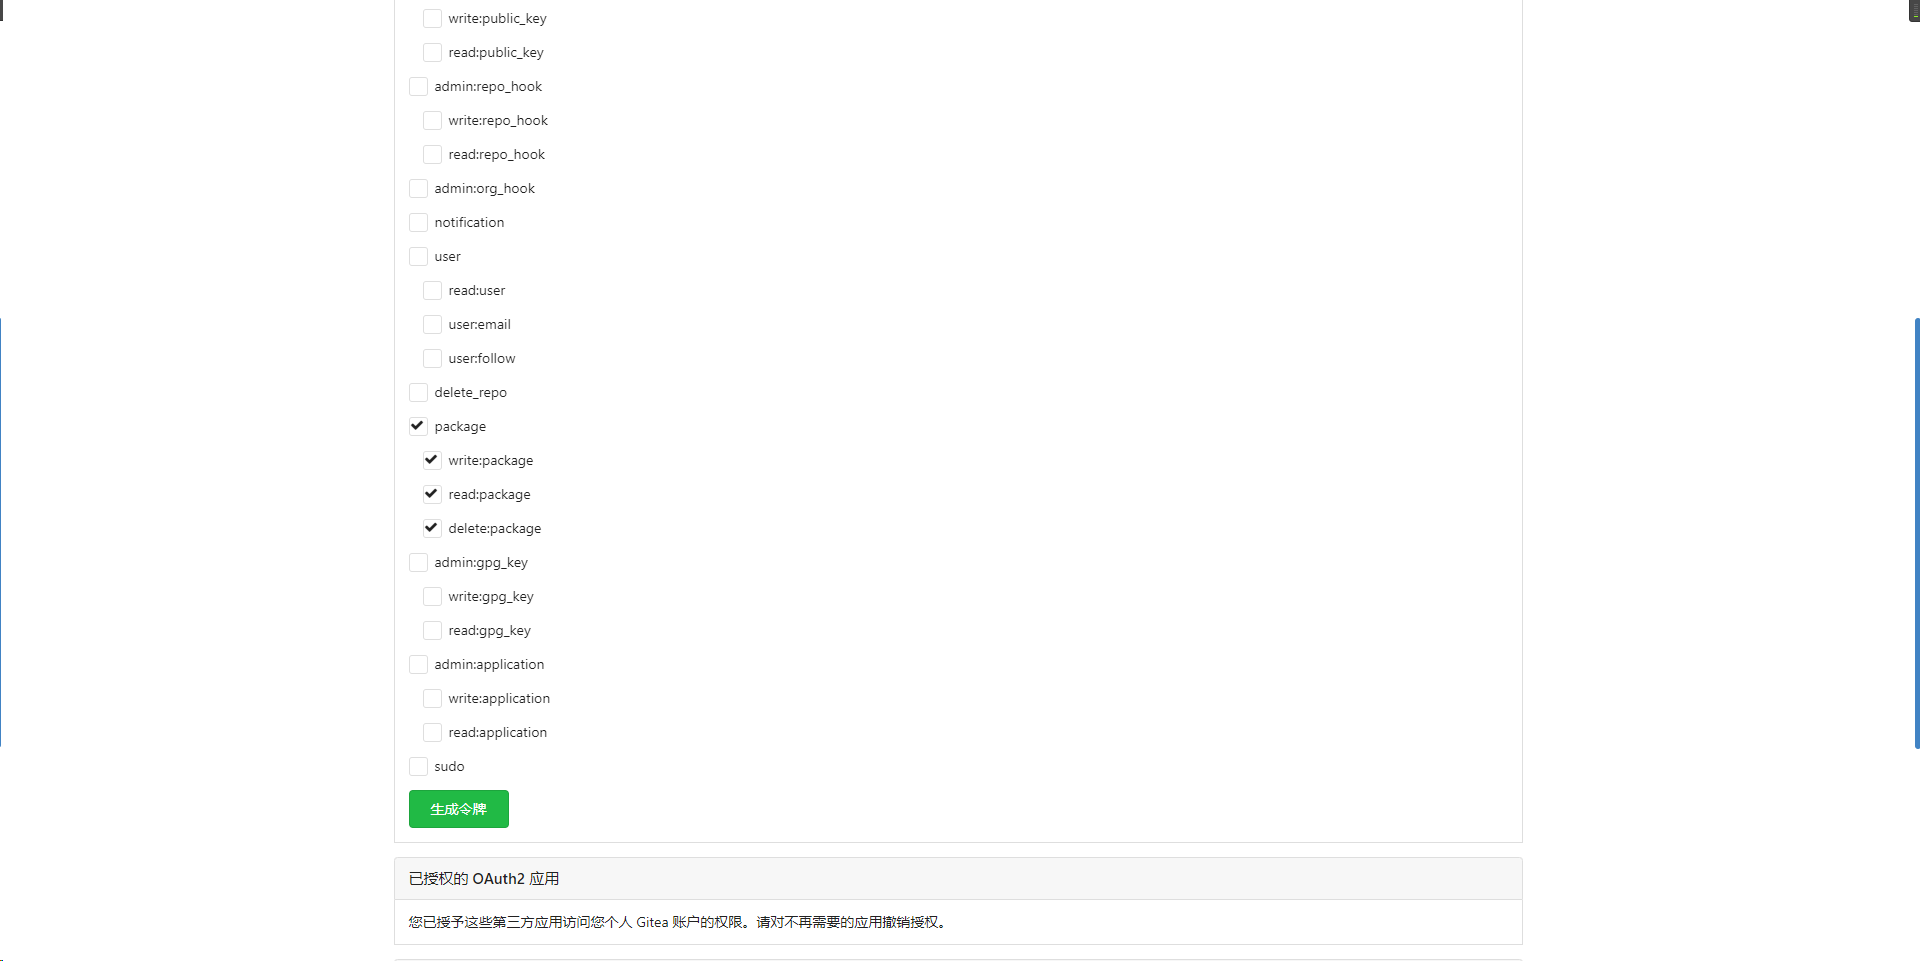 write:public_key
read:public_key
admin:repo_hook
write:repo_hook
read:repo_hook
admin:org_hook
notification
user
read:user
user:email
user:follow
delete_repo
package
write:package
read:package
delete:package
admin:gpg_key
write:gpg_key
read:gpg_key
admin:application
write:application
read:application
sudo
生成令牌
已授权的 OAuth2 应用
您已授予这些第三方应用访问您个人 Gitea 账户的权限。请对不再需要的应用撤销授权。